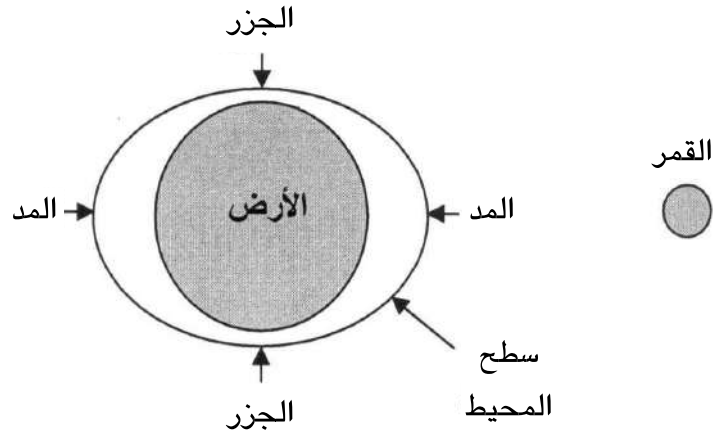 الجزر
القمر
المد
الأرض
المد
سطح
المحيط
الجزر